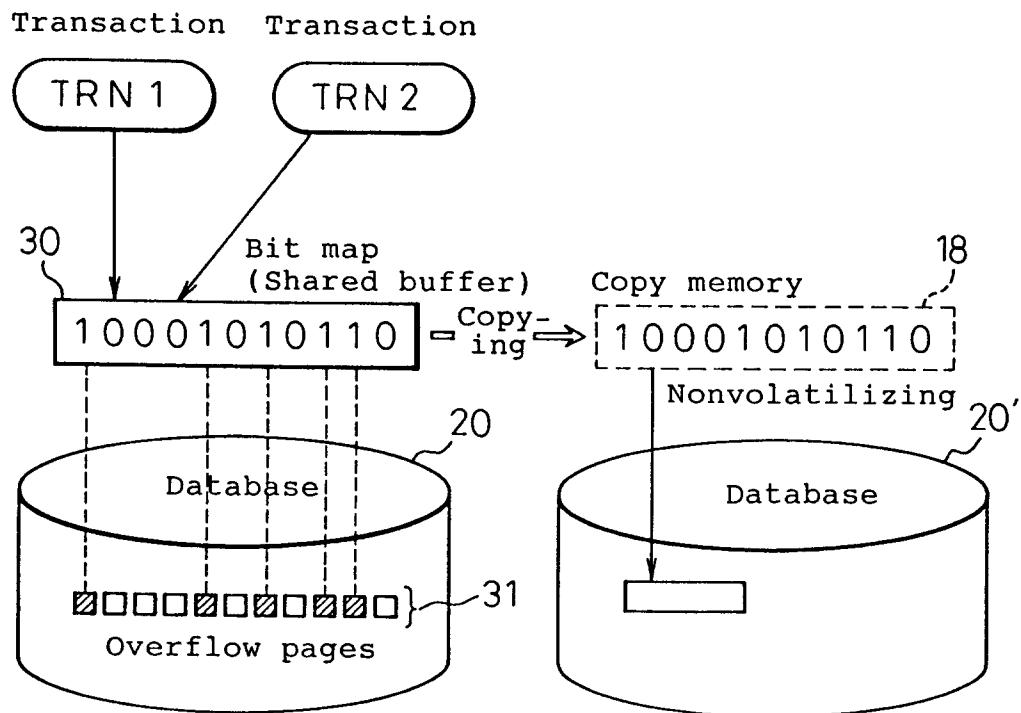 Transaction Transaction
TRN 1 TRN 2
30
Bit map
(Shared buffer)
18
Copy memory
10001010110
Copy-
ing
10001010110
Nonvolatilizing
20
20'
Database
Database
31
Overflow pages